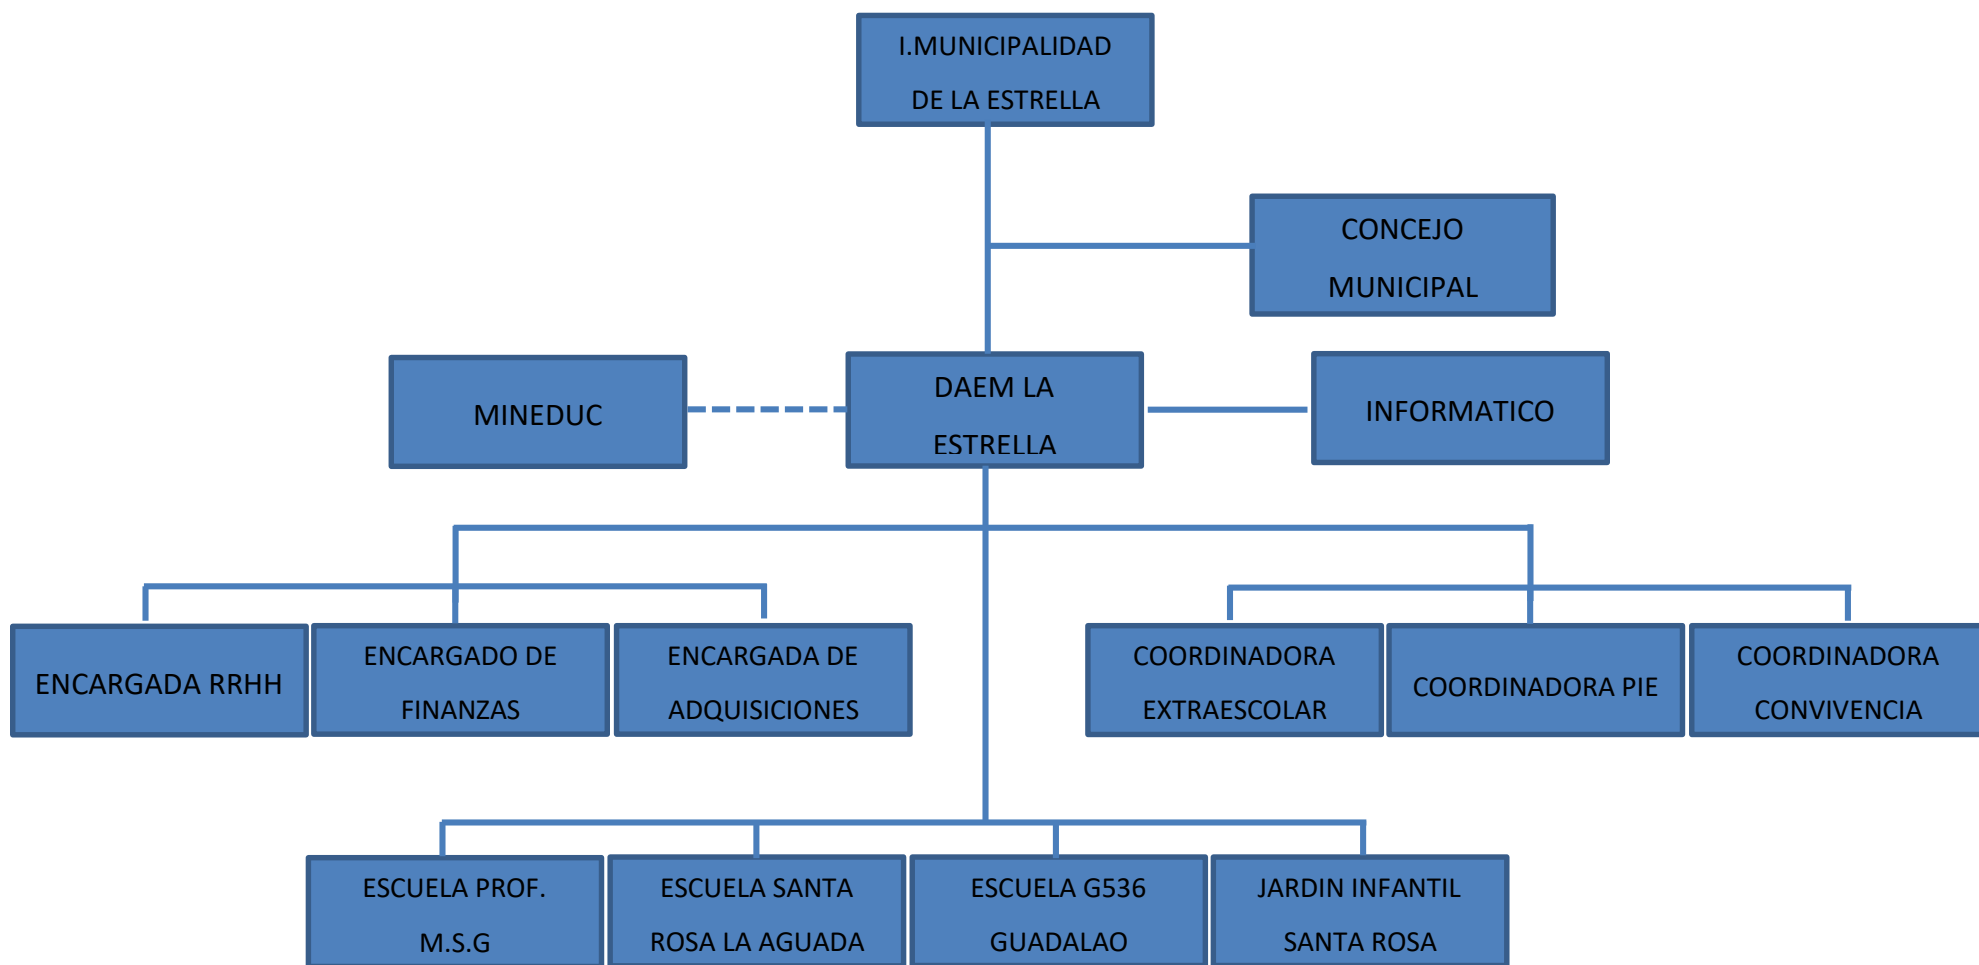 I.MUNICIPALIDAD
DE LA ESTRELLA
CONCEJO
MUNICIPAL
MINEDUC
DAEM LA
ESTRELLA
INFORMATICO
ENCARGADA RRHH
ENCARGADO DE
FINANZAS
ENCARGADA DE
ADQUISICIONES
COORDINADORA
EXTRAESCOLAR
COORDINADORA PIE
COORDINADORA
CONVIVENCIA
ESCUELA PROF.
M.S.G
ESCUELA SANTA
ROSA LA AGUADA
ESCUELA G536
GUADALAO
JARDIN INFANTIL
SANTA ROSA